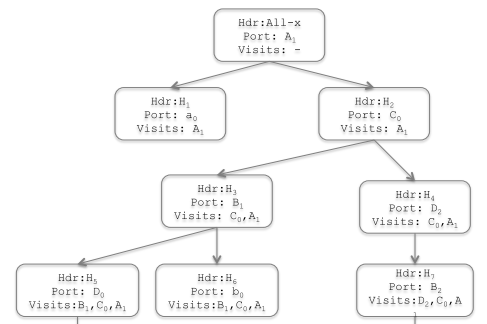 Hdr:All-x
Port: A₁
Visits: -
Hdr:H₁
Port: a₀
Visits: A₁
Hdr:H₂
Port: C₀
Visits: A₁
Hdr:H₃
Port: B₁
Visits: C₀,A₁
Hdr:H₄
Port: D₂
Visits: C₀,A₁
Hdr:H₅
Port: D₀
Visits:B₁,C₀,A₁
Hdr:H₆
Port: b₀
Visits:B₁,C₀,A₁
Hdr:H₇
Port: B₂
Visits:D₂,C₀,A